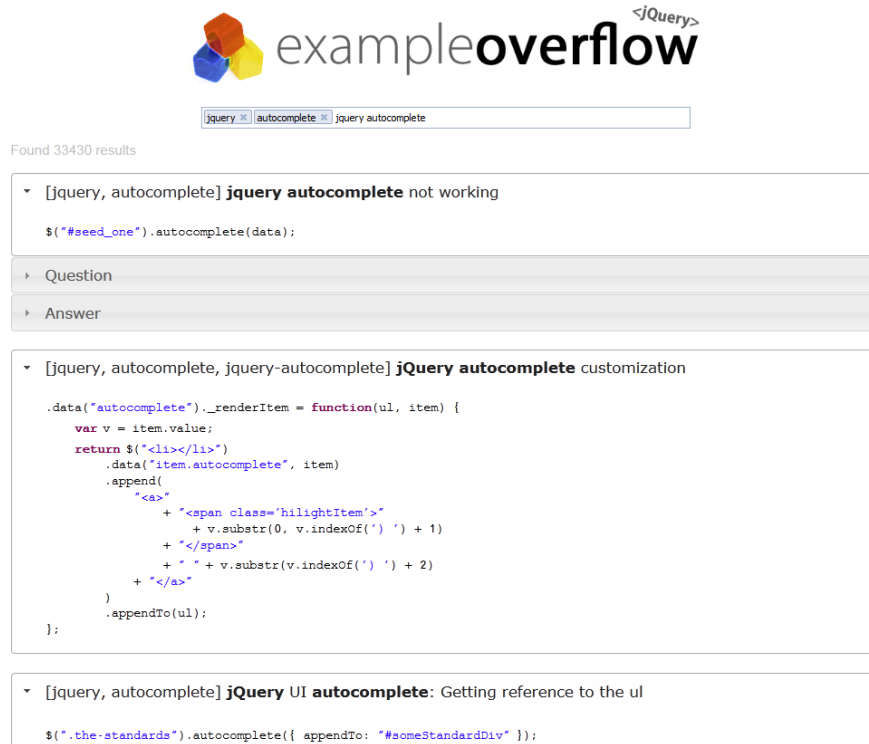 <jQuery>
exampleoverflow
jquery × autocomplete × jquery autocomplete
Found 33430 results
[jquery, autocomplete] jquery autocomplete not working
$("#seed_one").autocomplete(data);
Question
Answer
[jquery, autocomplete, jquery-autocomplete] jQuery autocomplete customization
.data("autocomplete")._renderItem = function(ul, item) {
var v = item.value;
return $("<li></li>")
.data("item.autocomplete", item)
.append(
"<a>"
+ "<span class='hilightItem'>"
+ v.substr(0, v.indexOf(') ') + 1)
+ "</span>"
+ " " + v.substr(v.indexOf(') ') + 2)
+ "</a>"
)
.appendTo(ul);
};
[jquery, autocomplete] jQuery UI autocomplete: Getting reference to the ul
$(".the-standards").autocomplete({ appendTo: "#someStandardDiv" });